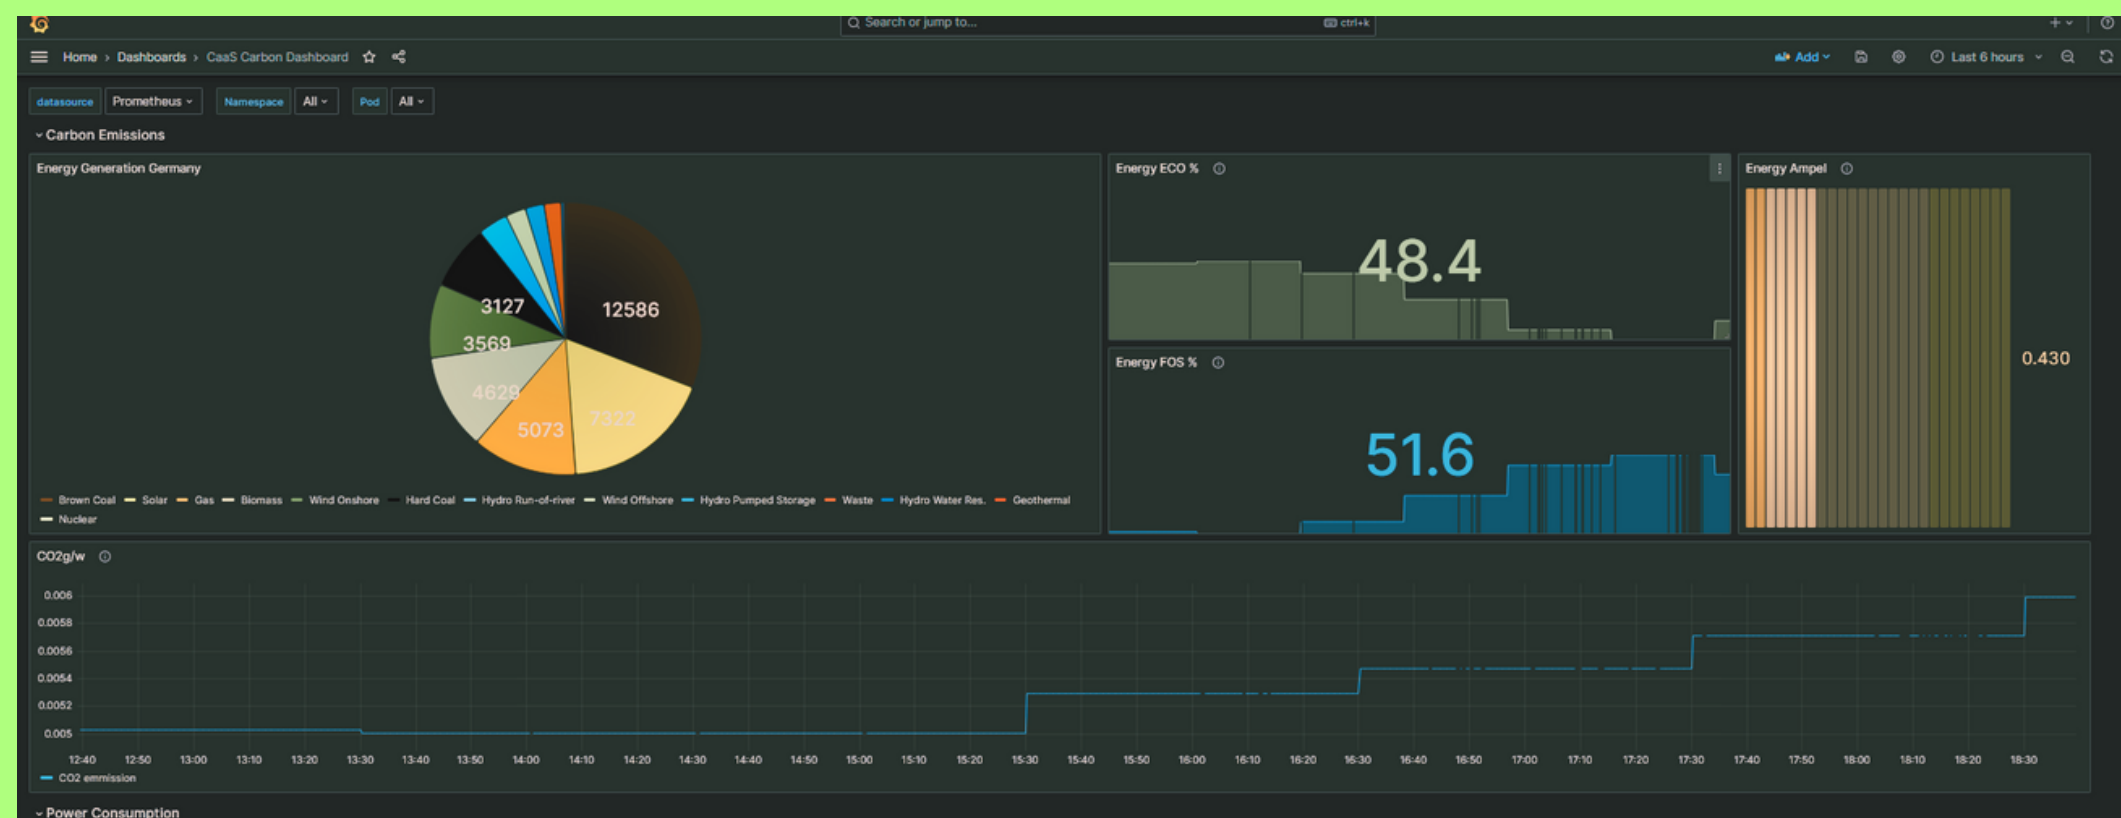 Search or jump to... ctrl+k
Home › Dashboards › CaaS Carbon Dashboard Add Last 6 hours
datasource Prometheus Namespace All Pod All
Carbon Emissions
Energy Generation Germany
12586
3127
3569
4629
7322
5073
Brown Coal Solar Gas Biomass Wind Onshore Hard Coal Hydro Run-of-river Wind Offshore Hydro Pumped Storage Waste Hydro Water Res. Geothermal
Nuclear
Energy ECO %
48.4
Energy FOS %
51.6
Energy Ampel
0.430
CO2g/w
0.006
0.0058
0.0056
0.0054
0.0052
0.005
12:40 12:50 13:00 13:10 13:20 13:30 13:40 13:50 14:00 14:10 14:20 14:30 14:40 14:50 15:00 15:10 15:20 15:30 15:40 15:50 16:00 16:10 16:20 16:30 16:40 16:50 17:00 17:10 17:20 17:30 17:40 17:50 18:00 18:10 18:20 18:30
CO2 emmission
Power Consumption